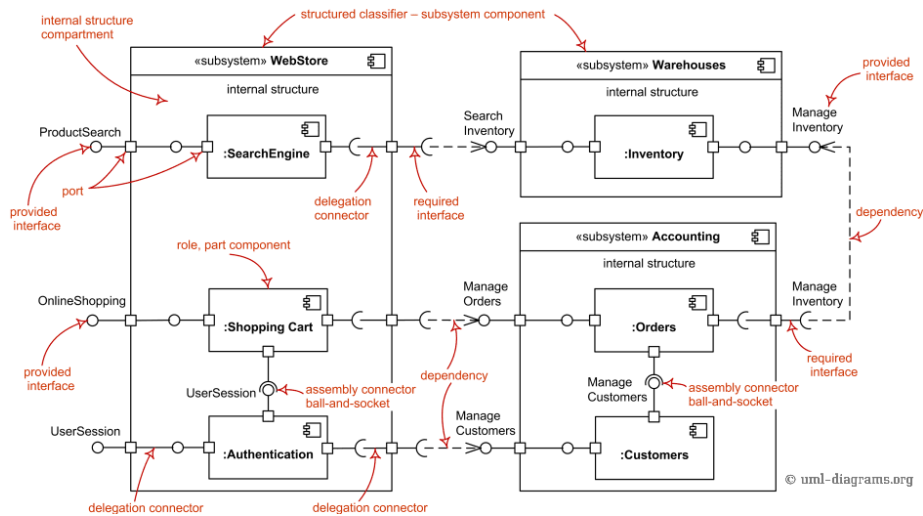 structured classifier – subsystem component
internal structure
compartment
«subsystem» WebStore
internal structure
«subsystem» Warehouses
internal structure
provided
interface
ProductSearch
:SearchEngine
Search
Inventory
:Inventory
Manage
Inventory
port
provided
interface
delegation
connector
required
interface
dependency
role, part component
«subsystem» Accounting
internal structure
OnlineShopping
:Shopping Cart
Manage
Orders
:Orders
Manage
Inventory
provided
interface
UserSession
assembly connector
ball-and-socket
dependency
Manage
Customers
assembly connector
ball-and-socket
required
interface
UserSession
:Authentication
Manage
Customers
:Customers
delegation connector
delegation connector
© uml-diagrams.org